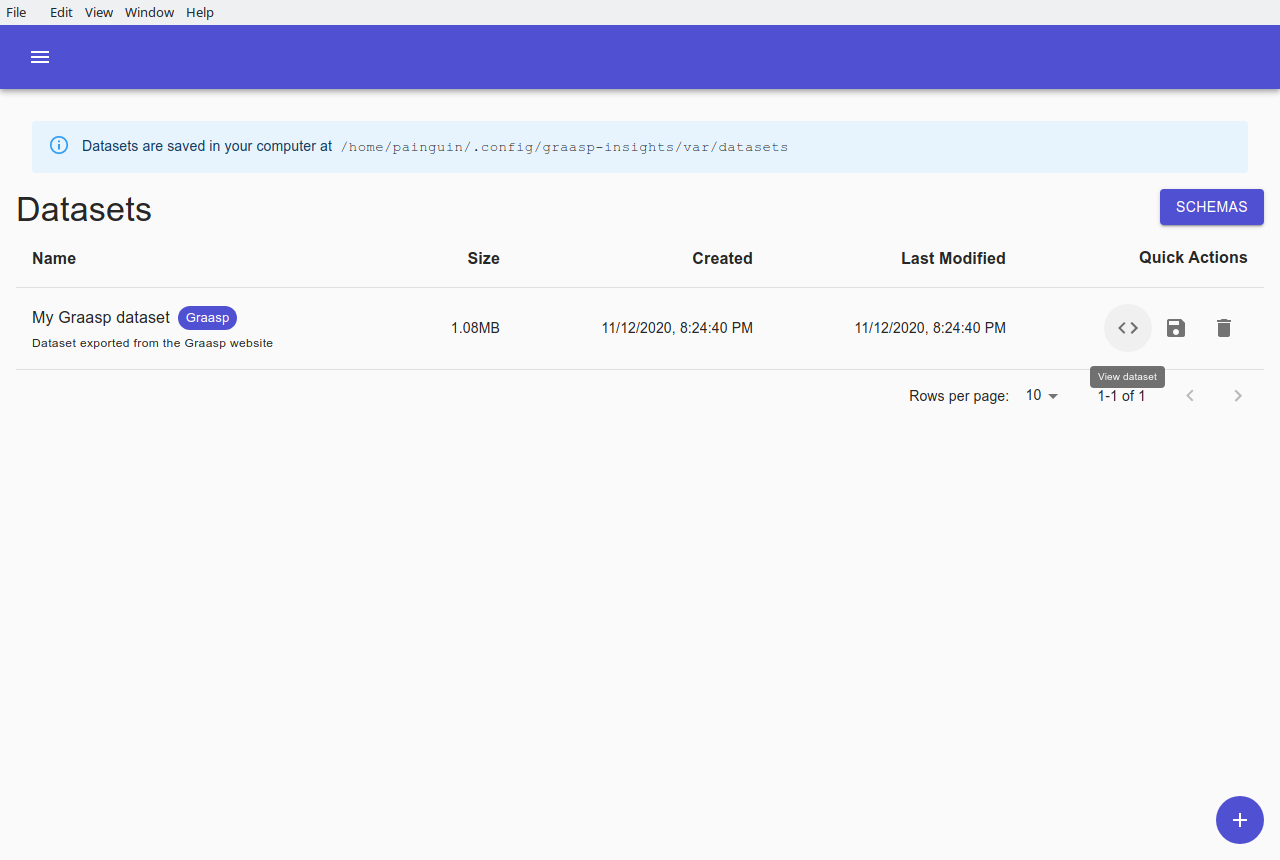 File Edit View Window Help
Datasets are saved in your computer at /home/painguin/.config/graasp-insights/var/datasets
Datasets
SCHEMAS
Name Size Created Last Modified Quick Actions
My Graasp dataset Graasp
Dataset exported from the Graasp website
1.08MB 11/12/2020, 8:24:40 PM 11/12/2020, 8:24:40 PM
View dataset
Rows per page: 10 1-1 of 1